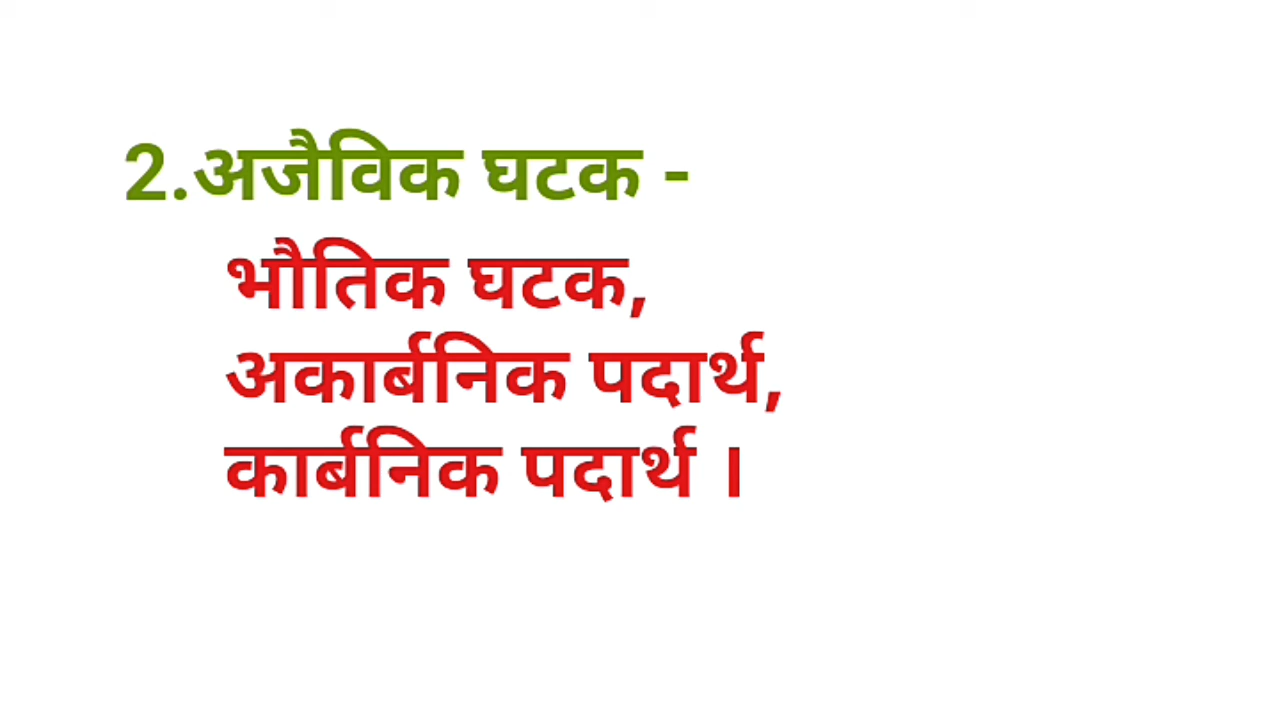 2.अजैविक घटक -
भौतिक घटक,
अकार्बनिक पदार्थ,
कार्बनिक पदार्थ ।